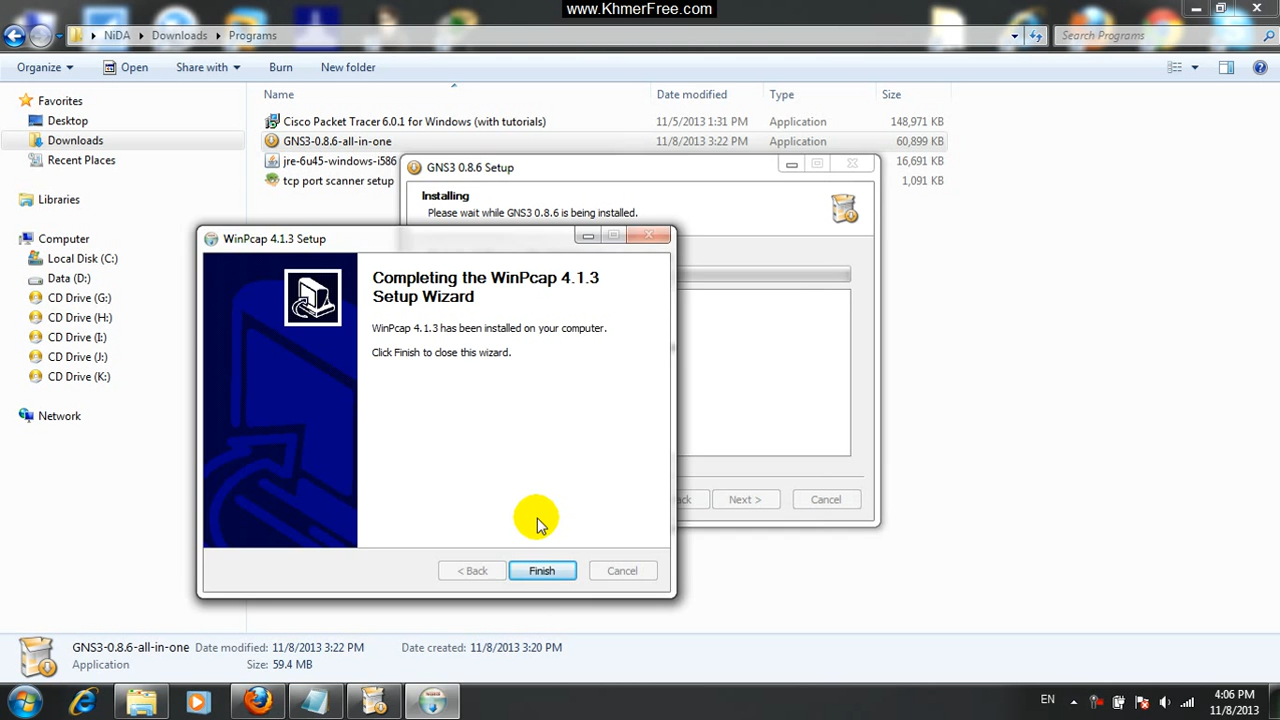 www.KhmerFree.com
NiDA
Downloads
Programs
Search Programs
Organize
Open
Share with
Burn
New folder
Name
Date modified
Type
Size
Favorites
Desktop
Downloads
Recent Places
Libraries
Computer
Local Disk (C:)
Data (D:)
CD Drive (G:)
CD Drive (H:)
CD Drive (I:)
CD Drive (J:)
CD Drive (K:)
Network
Cisco Packet Tracer 6.0.1 for Windows (with tutorials) 11/5/2013 1:31 PM Application 148,971 KB
GNS3-0.8.6-all-in-one 11/8/2013 3:22 PM Application 60,899 KB
jre-6u45-windows-i586 16,691 KB
tcp port scanner setup 1,091 KB
GNS3 0.8.6 Setup
Installing
Please wait while GNS3 0.8.6 is being installed.
Next >
Cancel
WinPcap 4.1.3 Setup
Completing the WinPcap 4.1.3
Setup Wizard
WinPcap 4.1.3 has been installed on your computer.
Click Finish to close this wizard.
< Back
Finish
Cancel
GNS3-0.8.6-all-in-one Date modified: 11/8/2013 3:22 PM Date created: 11/8/2013 3:20 PM
Application Size: 59.4 MB
EN
4:06 PM
11/8/2013